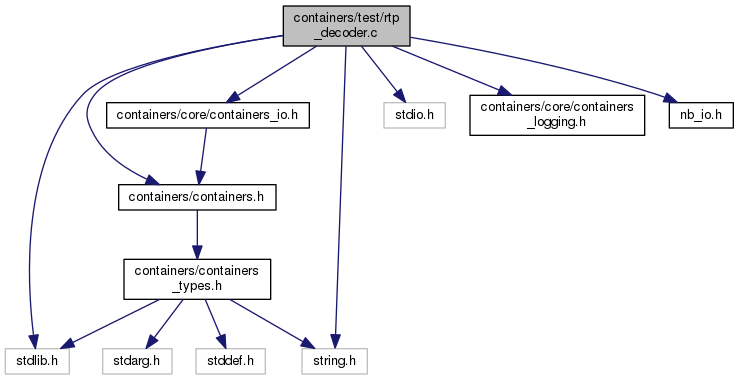 containers/test/rtp
_decoder.c
containers/core/containers_io.h
stdio.h
containers/core/containers
_logging.h
nb_io.h
containers/containers.h
containers/containers
_types.h
stdlib.h
stdarg.h
stddef.h
string.h